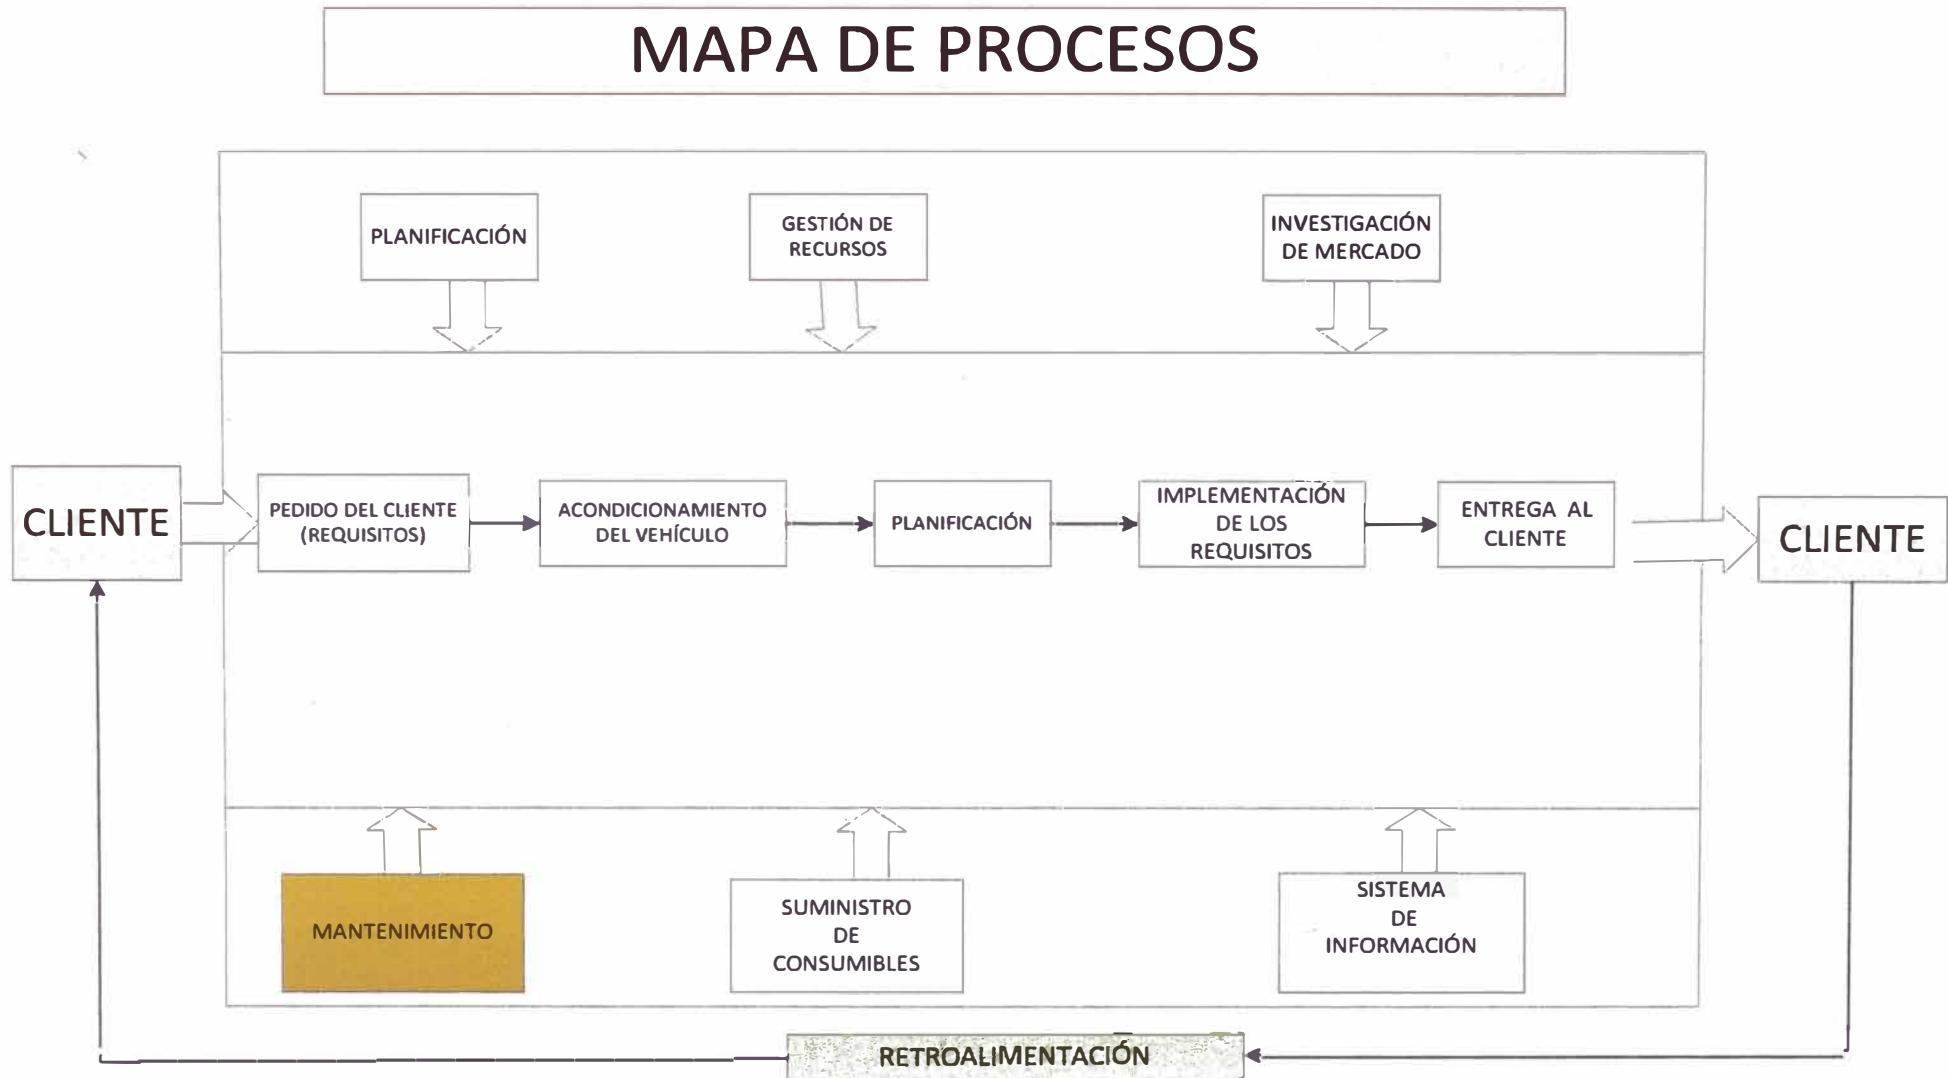 MAPA DE PROCESOS
PLANIFICACIÓN
GESTIÓN DE
RECURSOS
INVESTIGACIÓN
DE MERCADO
CLIENTE
PEDIDO DEL CLIENTE
(REQUISITOS)
ACONDICIONAMIENTO
DEL VEHÍCULO
PLANIFICACIÓN
IMPLEMENTACIÓN
DE LOS
REQUISITOS
ENTREGA AL
CLIENTE
CLIENTE
MANTENIMIENTO
SUMINISTRO
DE
CONSUMIBLES
SISTEMA
DE
INFORMACIÓN
RETROALIMENTACIÓN